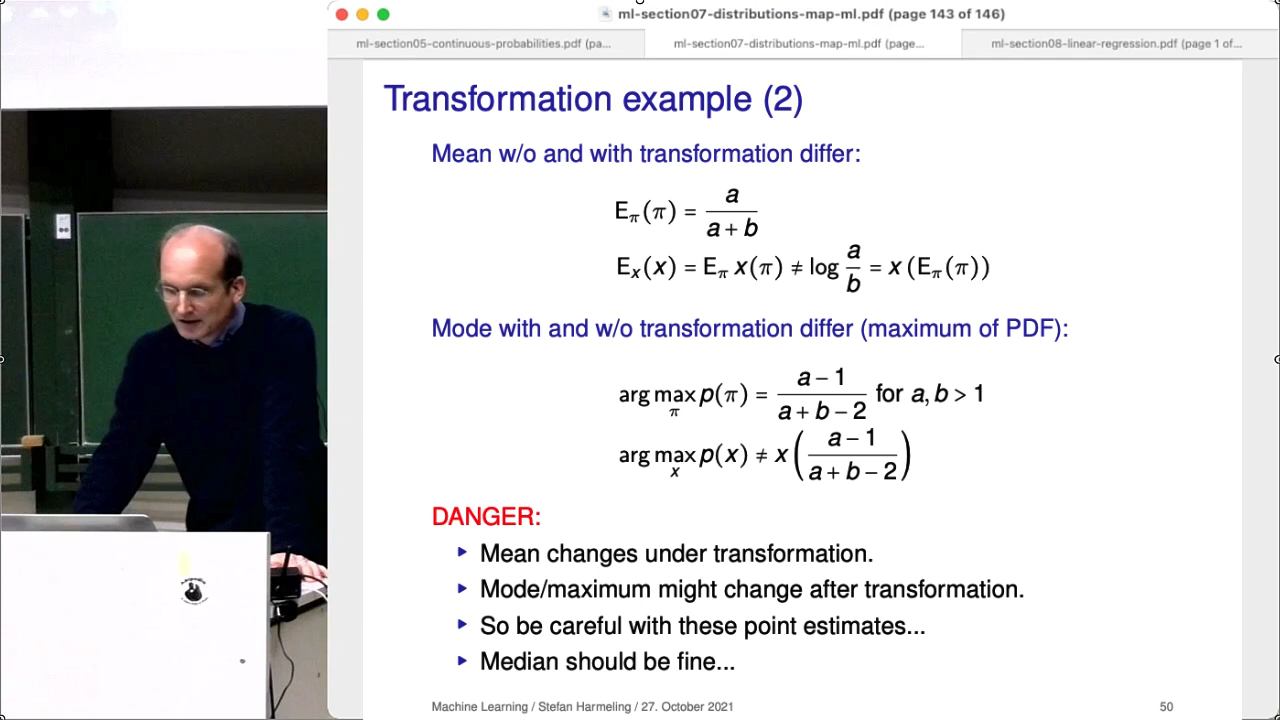 ml-section07-distributions-map-ml.pdf (page 143 of 146)
ml-section05-continuous-probabilities.pdf (pa... ml-section07-distributions-map-ml.pdf (page... ml-section08-linear-regression.pdf (page 1 of...
Transformation example (2)
Mean w/o and with transformation differ:
E_π(π) = a / (a + b)
E_x(x) = E_π x(π) ≠ log a/b = x (E_π(π))
Mode with and w/o transformation differ (maximum of PDF):
arg max_π p(π) = (a − 1) / (a + b − 2) for a, b > 1
arg max_x p(x) ≠ x ((a − 1) / (a + b − 2))
DANGER:
‣ Mean changes under transformation.
‣ Mode/maximum might change after transformation.
‣ So be careful with these point estimates...
‣ Median should be fine...
Machine Learning / Stefan Harmeling / 27. October 2021 50